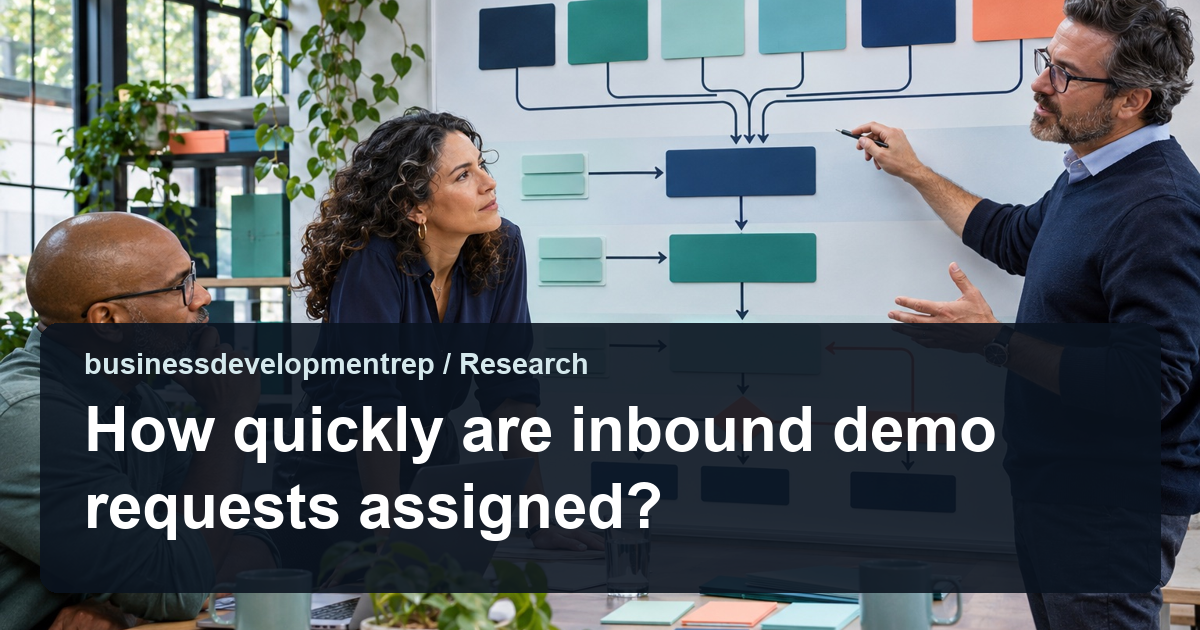 businessdevelopmentrep / Research
How quickly are inbound demo
requests assigned?